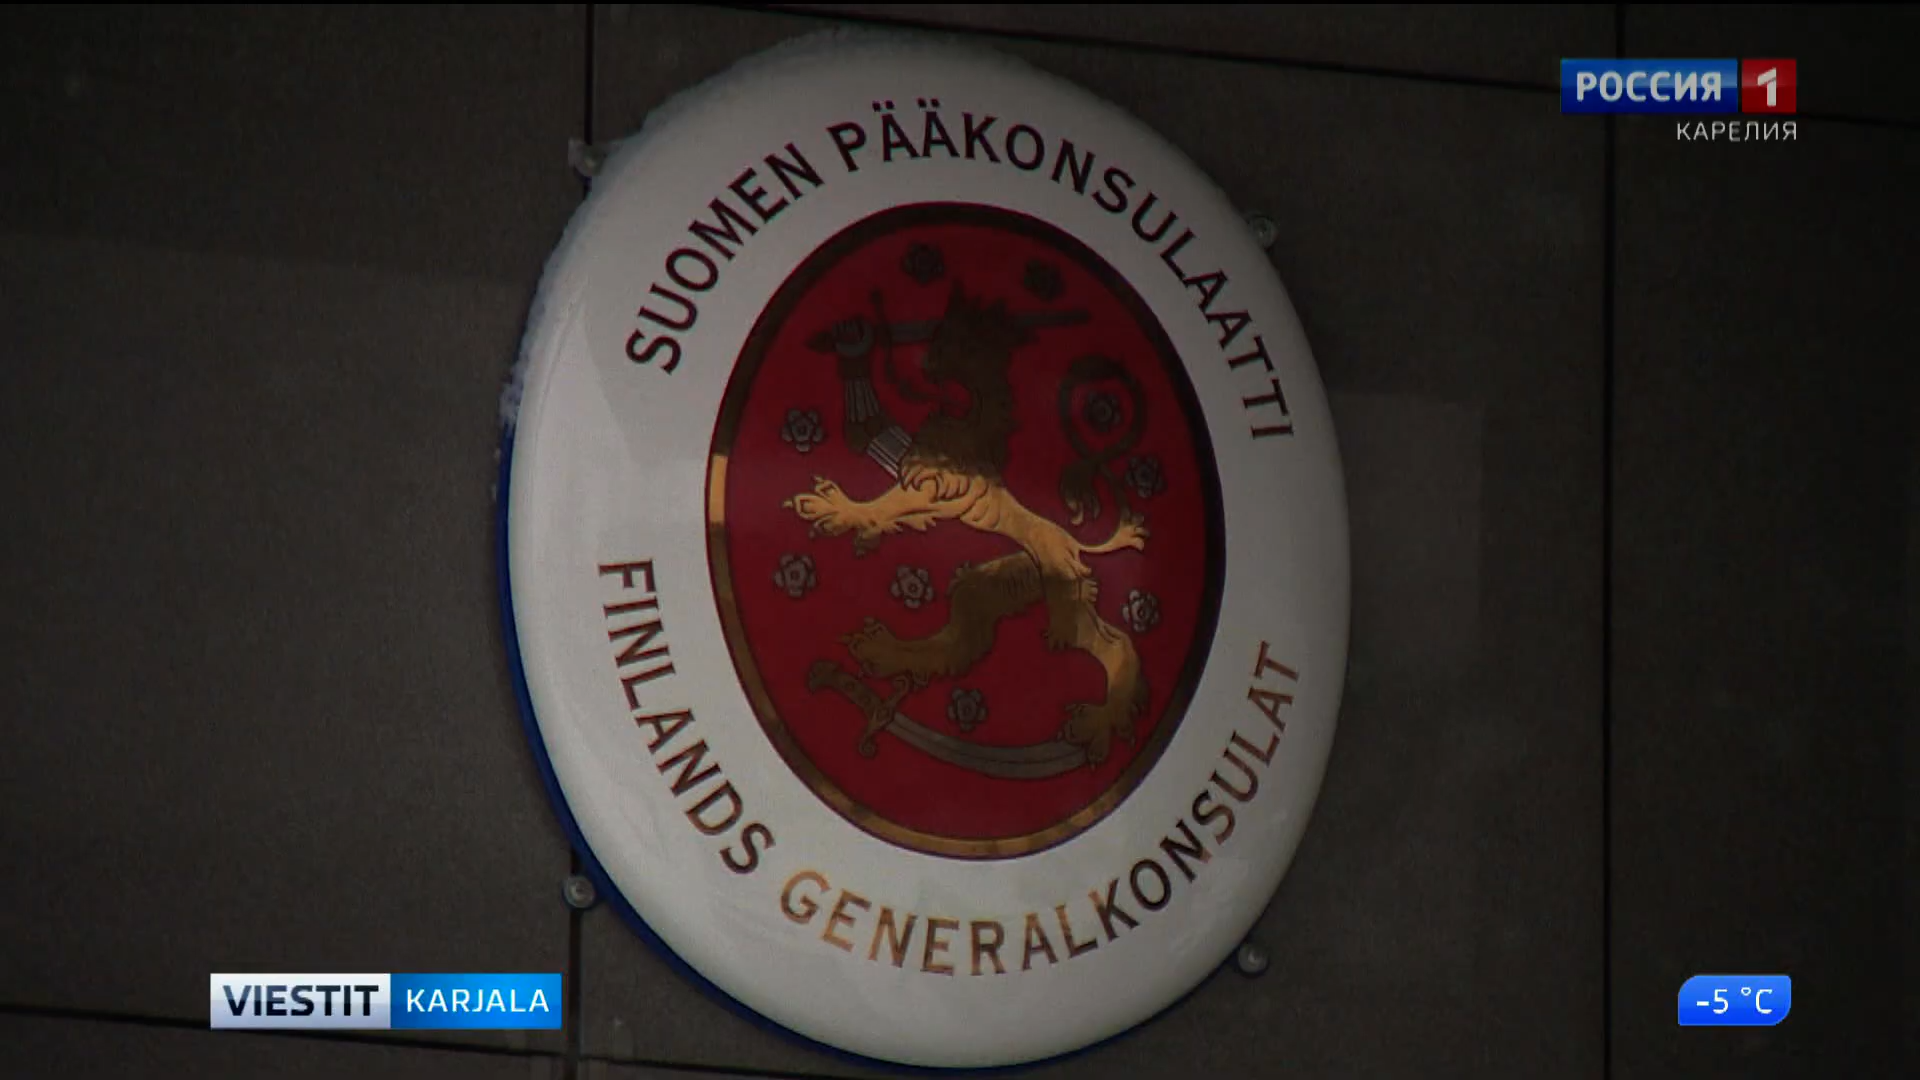 РОССИЯ 1
КАРЕЛИЯ
SUOMEN PÄÄKONSULAATTI
FINLANDS GENERALKONSULAT
VIESTIT KARJALA
-5 °C